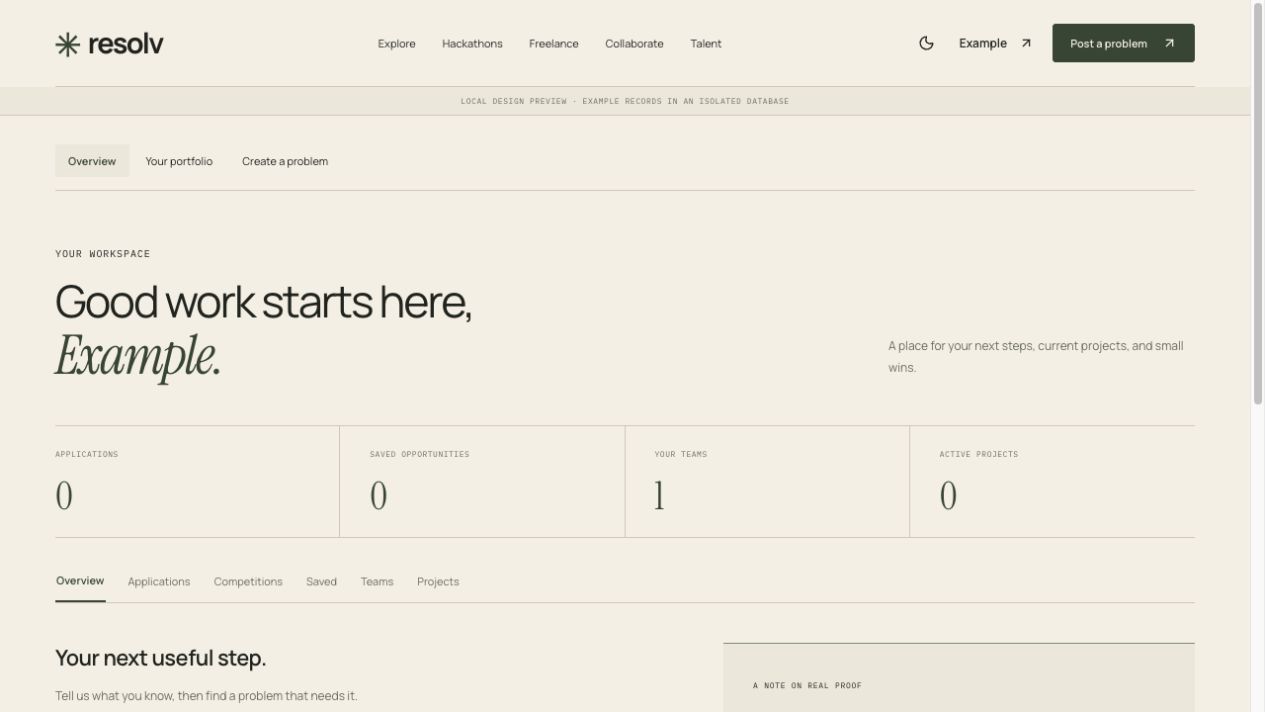 resolv
Explore
Hackathons
Freelance
Collaborate
Talent
Example
Post a problem
LOCAL DESIGN PREVIEW · EXAMPLE RECORDS IN AN ISOLATED DATABASE
Overview
Your portfolio
Create a problem
YOUR WORKSPACE
Good work starts here,
Example.
A place for your next steps, current projects, and small
wins.
APPLICATIONS
0
SAVED OPPORTUNITIES
0
YOUR TEAMS
1
ACTIVE PROJECTS
0
Overview
Applications
Competitions
Saved
Teams
Projects
Your next useful step.
Tell us what you know, then find a problem that needs it.
A NOTE ON REAL PROOF